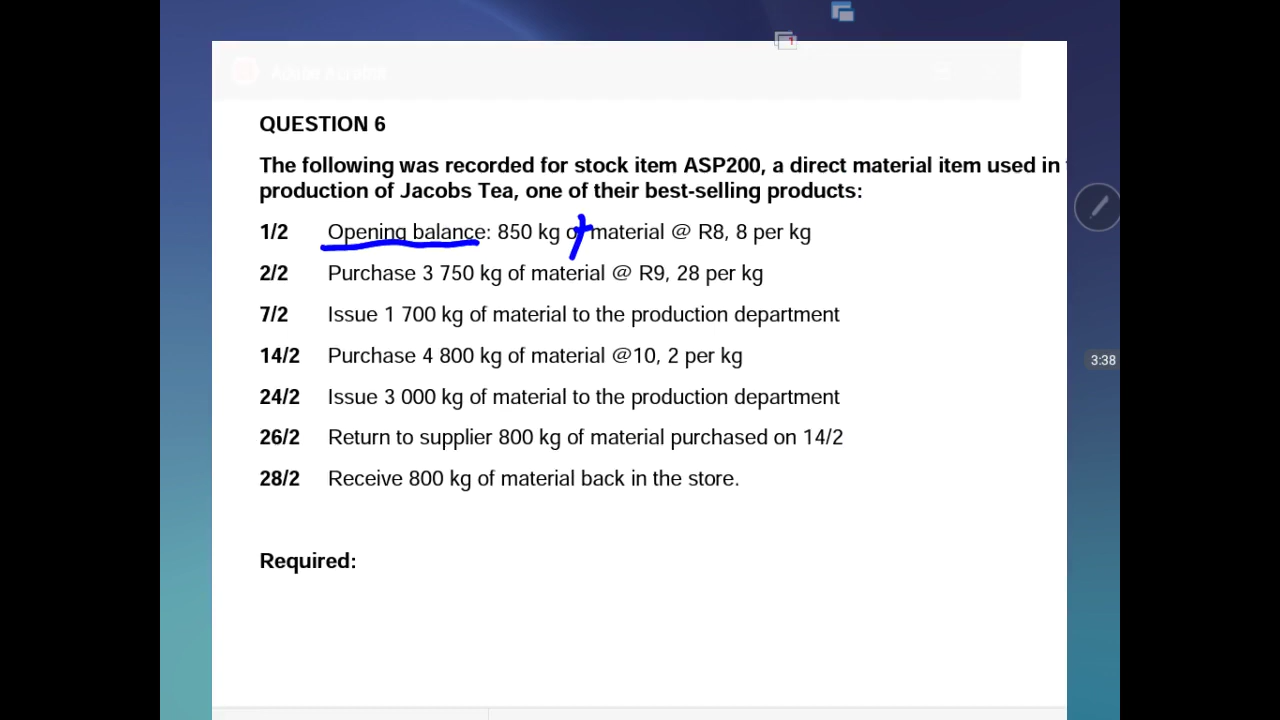 QUESTION 6
The following was recorded for stock item ASP200, a direct material item used in
production of Jacobs Tea, one of their best-selling products:
1/2 Opening balance: 850 kg of material @ R8, 8 per kg
2/2 Purchase 3 750 kg of material @ R9, 28 per kg
7/2 Issue 1 700 kg of material to the production department
14/2 Purchase 4 800 kg of material @10, 2 per kg
24/2 Issue 3 000 kg of material to the production department
26/2 Return to supplier 800 kg of material purchased on 14/2
28/2 Receive 800 kg of material back in the store.
3:38
Required: